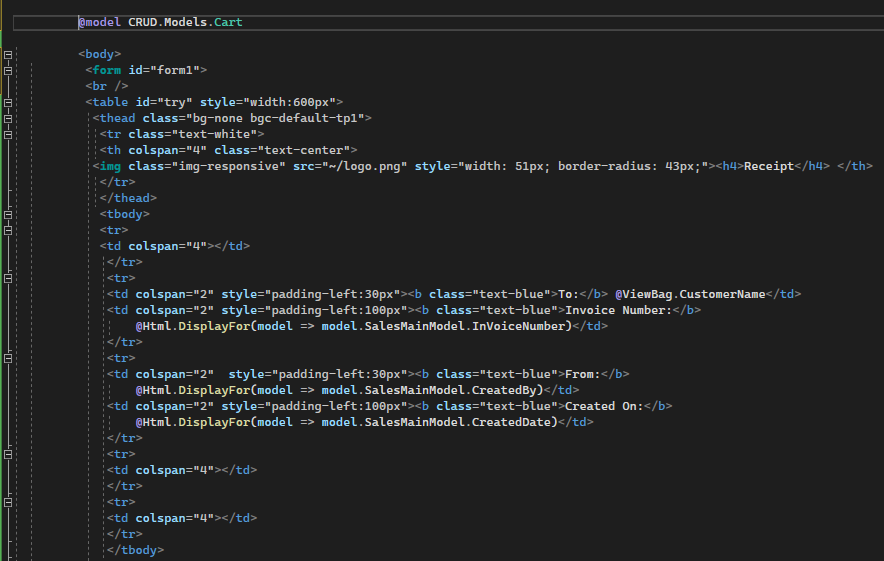 @model CRUD.Models.Cart
<body>
<form id="form1">
<br />
<table id="try" style="width:600px">
<thead class="bg-none bgc-default-tp1">
<tr class="text-white">
<th colspan="4" class="text-center">
<img class="img-responsive" src="~/logo.png" style="width: 51px; border-radius: 43px;"><h4>Receipt</h4> </th>
</tr>
</thead>
<tbody>
<tr>
<td colspan="4"></td>
</tr>
<tr>
<td colspan="2" style="padding-left:30px"><b class="text-blue">To:</b> @ViewBag.CustomerName</td>
<td colspan="2" style="padding-left:100px"><b class="text-blue">Invoice Number:</b>
@Html.DisplayFor(model => model.SalesMainModel.InVoiceNumber)</td>
</tr>
<tr>
<td colspan="2"  style="padding-left:30px"><b class="text-blue">From:</b>
@Html.DisplayFor(model => model.SalesMainModel.CreatedBy)</td>
<td colspan="2" style="padding-left:100px"><b class="text-blue">Created On:</b>
@Html.DisplayFor(model => model.SalesMainModel.CreatedDate)</td>
</tr>
<tr>
<td colspan="4"></td>
</tr>
<tr>
<td colspan="4"></td>
</tr>
</tbody>